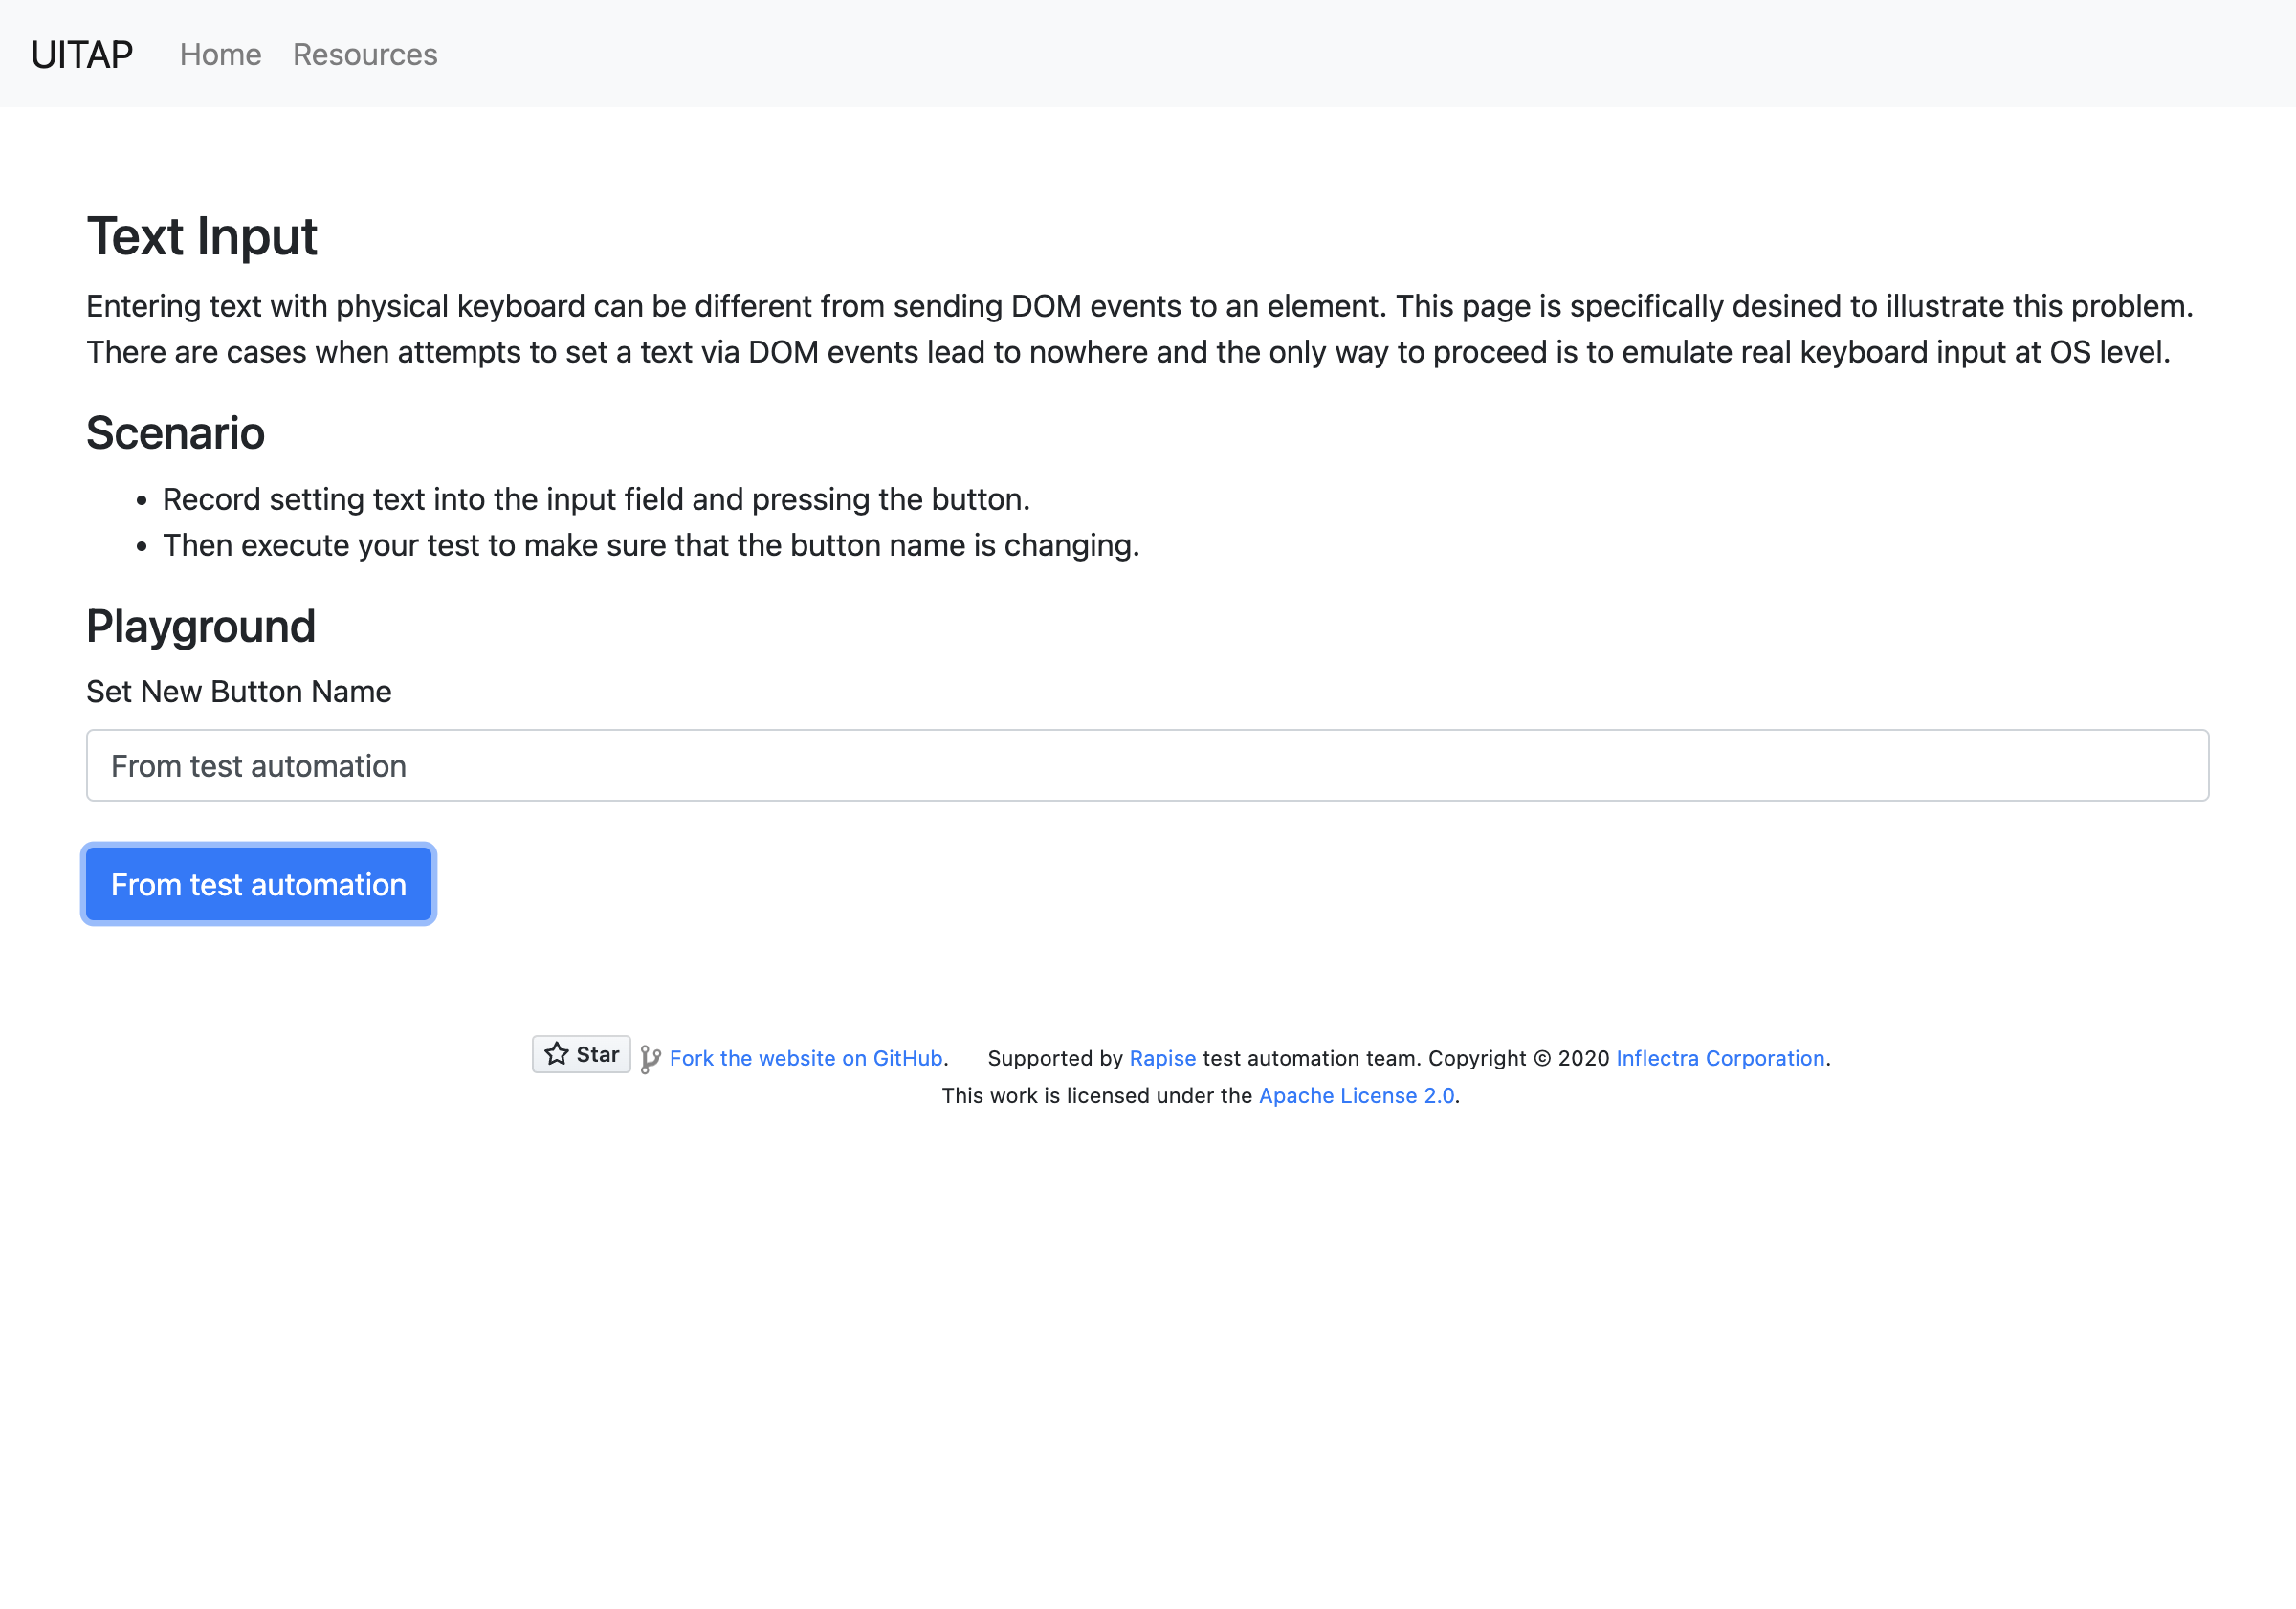 UITAP Home Resources
Text Input
Entering text with physical keyboard can be different from sending DOM events to an element. This page is specifically desined to illustrate this problem.
There are cases when attempts to set a text via DOM events lead to nowhere and the only way to proceed is to emulate real keyboard input at OS level.
Scenario
• Record setting text into the input field and pressing the button.
• Then execute your test to make sure that the button name is changing.
Playground
Set New Button Name
From test automation
From test automation
Star Fork the website on GitHub. Supported by Rapise test automation team. Copyright © 2020 Inflectra Corporation.
This work is licensed under the Apache License 2.0.